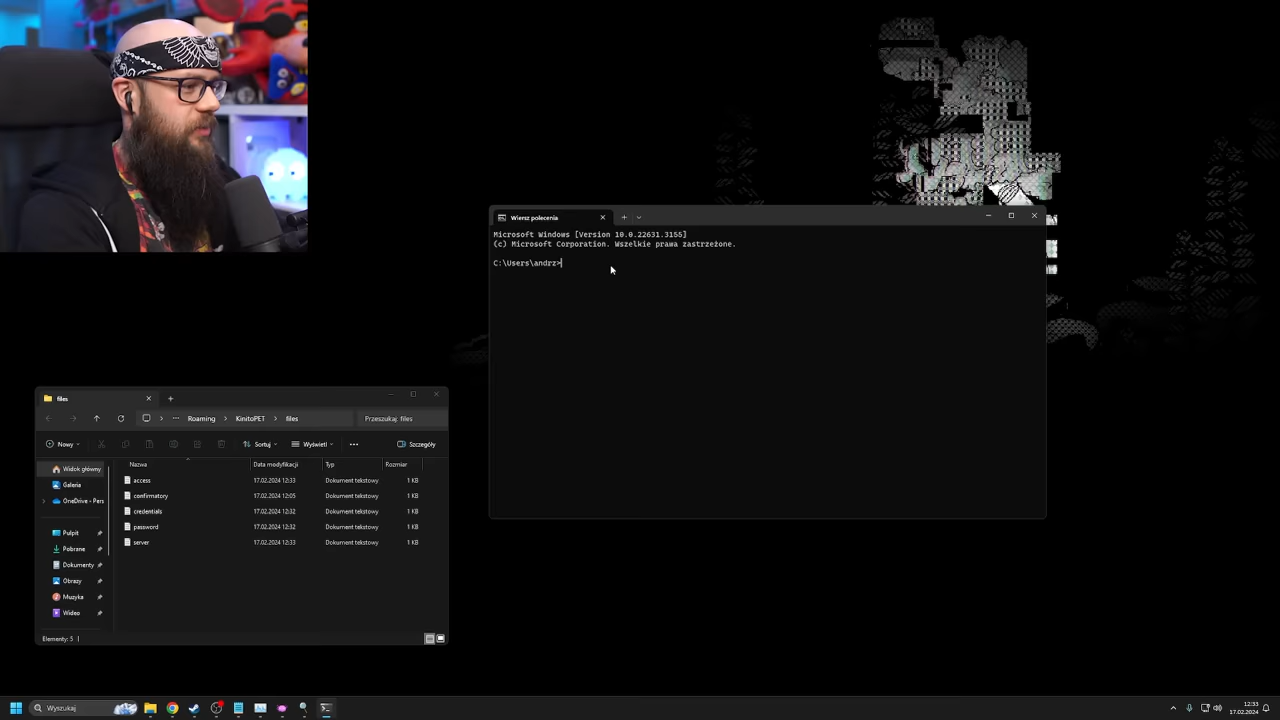 Wiersz polecenia
Microsoft Windows [Version 10.0.22631.3155]
(c) Microsoft Corporation. Wszelkie prawa zastrzeżone.
C:\Users\andrz>
files
Roaming > KinitoPET > files
Przeszukaj: files
Nowy
Sortuj
Wyświetl
Szczegóły
Nazwa Data modyfikacji Typ Rozmiar
access 17.02.2024 12:33 Dokument tekstowy 1 KB
confirmatory 17.02.2024 12:05 Dokument tekstowy 1 KB
credentials 17.02.2024 12:32 Dokument tekstowy 1 KB
password 17.02.2024 12:32 Dokument tekstowy 1 KB
server 17.02.2024 12:33 Dokument tekstowy 1 KB
Widok główny
Galeria
OneDrive - Pers
Pulpit
Pobrane
Dokumenty
Obrazy
Muzyka
Wideo
Elementy: 5
Wyszukaj
12:33
17.02.2024